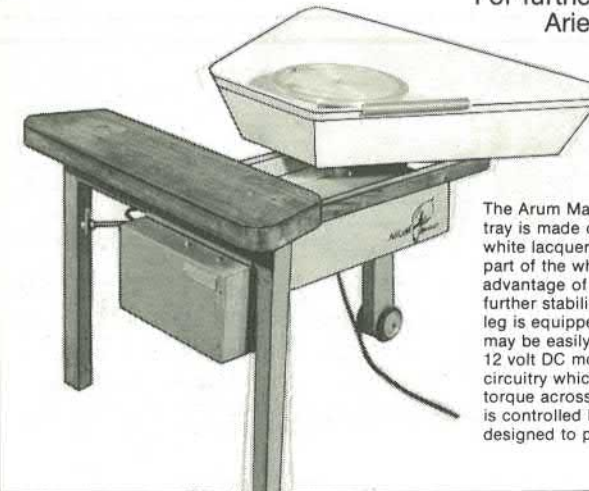 For furthe
Arie
The Arum Ma
tray is made o
white lacquer
part of the wh
advantage of
further stabili
leg is equippe
may be easily
12 volt DC mo
circuitry which
torque across
is controlled
designed to p
ARUM